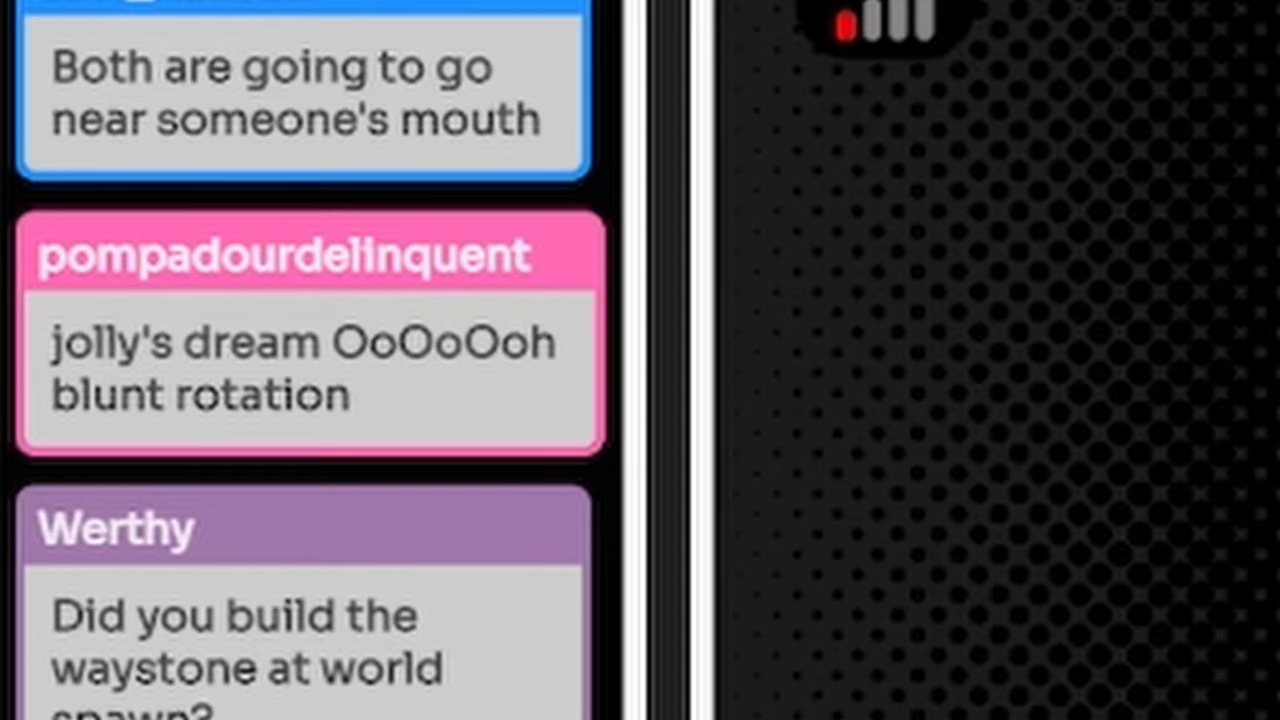 Both are going to go
near someone's mouth
pompadourdelinquent
jolly's dream OoOoOoh
blunt rotation
Werthy
Did you build the
waystone at world
spawn?